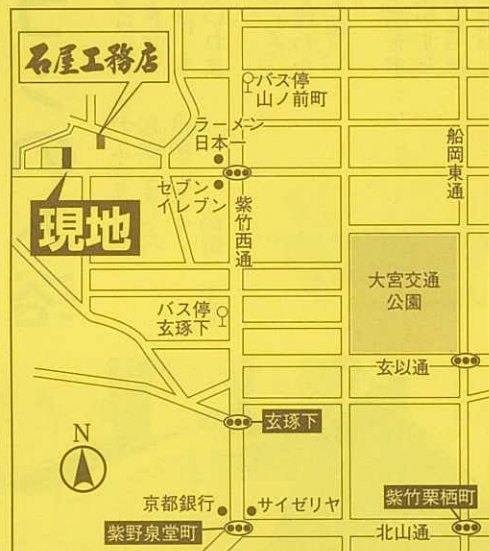 石屋工務店
バス停
山ノ前町
ラーメン
日本一
船岡東通
セブン
イレブン
紫竹西通
現地
大宮交通
公園
バス停
玄琢下
玄以通
玄琢下
N
京都銀行
サイゼリヤ
紫竹栗栖町
紫野泉堂町
北山通